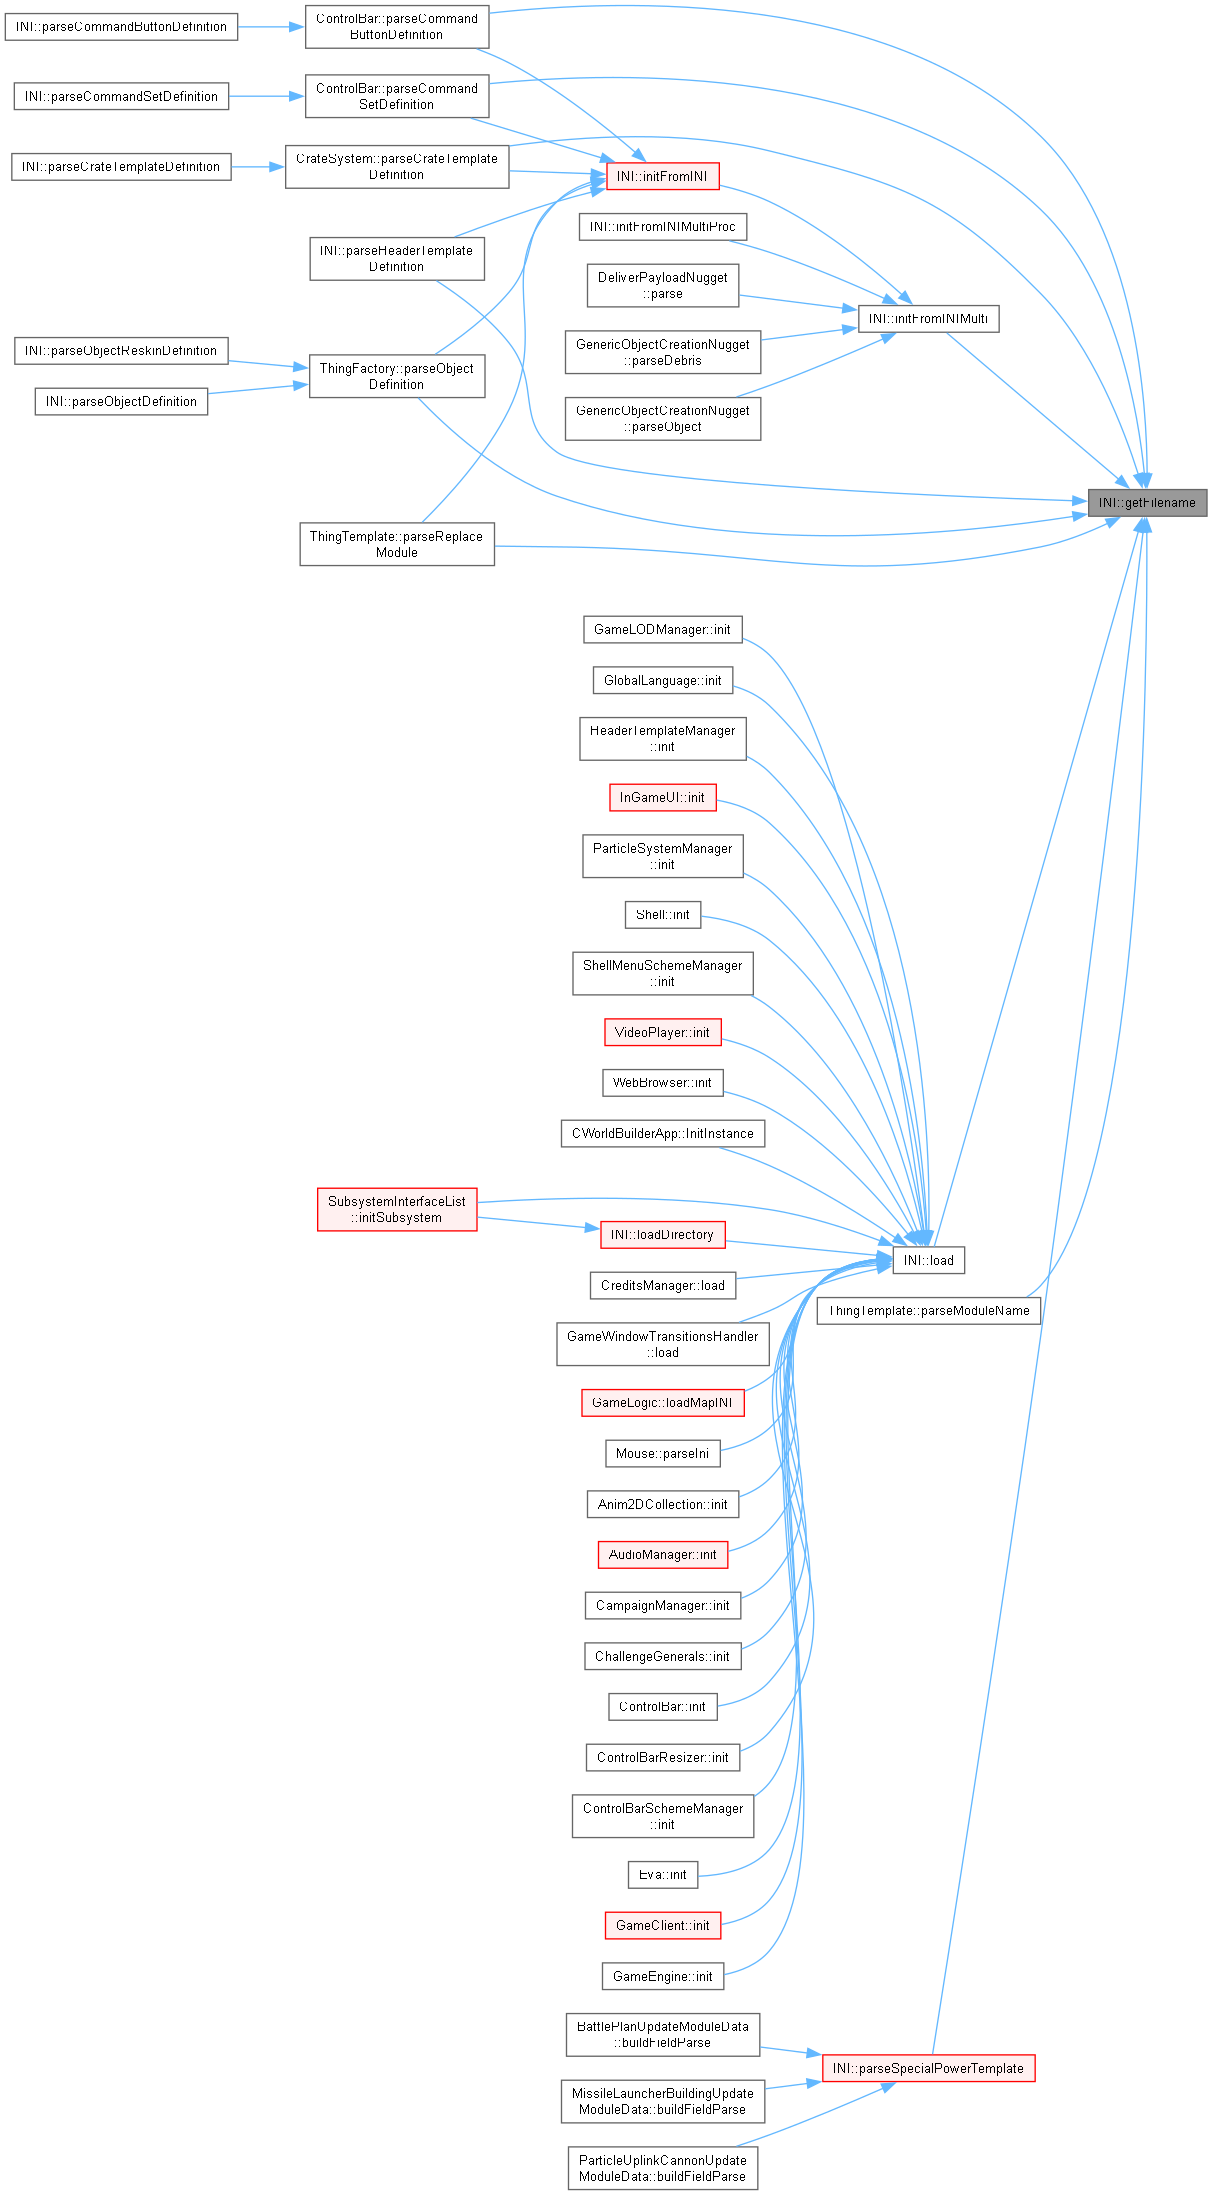 INI::parseCommandButtonDefinition
ControlBar::parseCommand
ButtonDefinition
INI::parseCommandSetDefinition
ControlBar::parseCommand
SetDefinition
INI::parseCrateTemplateDefinition
CrateSystem::parseCrateTemplate
Definition
INI::initFromINI
INI::initFromINIMultiProc
INI::parseHeaderTemplate
Definition
DeliverPayloadNugget
::parse
INI::initFromINIMulti
GenericObjectCreationNugget
::parseDebris
INI::parseObjectReskinDefinition
ThingFactory::parseObject
Definition
INI::parseObjectDefinition
GenericObjectCreationNugget
::parseObject
INI::getFilename
ThingTemplate::parseReplace
Module
GameLODManager::init
GlobalLanguage::init
HeaderTemplateManager
::init
InGameUI::init
ParticleSystemManager
::init
Shell::init
ShellMenuSchemeManager
::init
VideoPlayer::init
WebBrowser::init
CWorldBuilderApp::InitInstance
SubsystemInterfaceList
::initSubsystem
INI::loadDirectory
INI::load
CreditsManager::load
ThingTemplate::parseModuleName
GameWindowTransitionsHandler
::load
GameLogic::loadMapINI
Mouse::parseIni
Anim2DCollection::init
AudioManager::init
CampaignManager::init
ChallengeGenerals::init
ControlBar::init
ControlBarResizer::init
ControlBarSchemeManager
::init
Eva::init
GameClient::init
GameEngine::init
BattlePlanUpdateModuleData
::buildFieldParse
INI::parseSpecialPowerTemplate
MissileLauncherBuildingUpdate
ModuleData::buildFieldParse
ParticleUplinkCannonUpdate
ModuleData::buildFieldParse